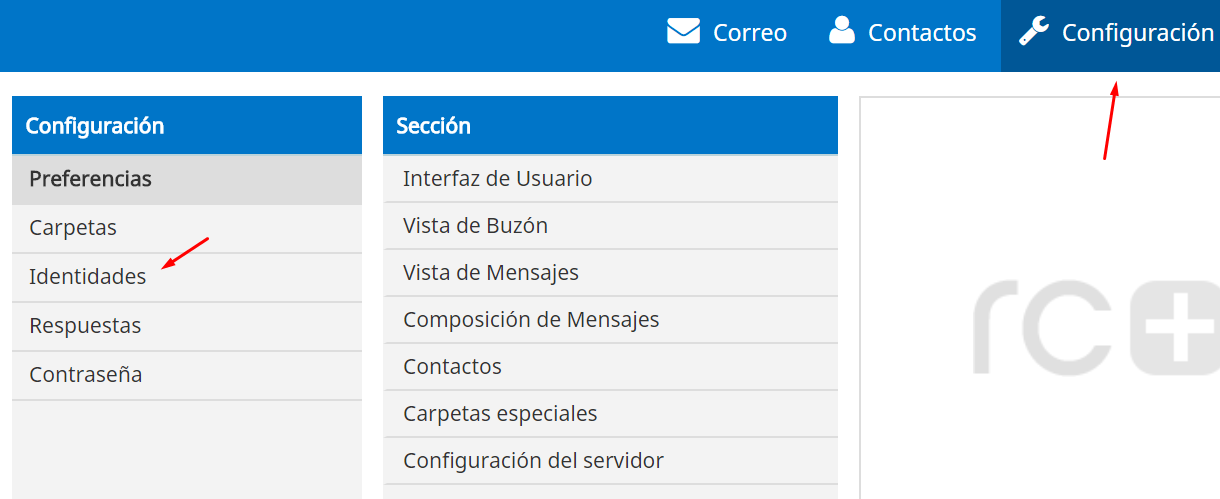 Correo
Contactos
Configuración
Configuración
Preferencias
Carpetas
Identidades
Respuestas
Contraseña
Sección
Interfaz de Usuario
Vista de Buzón
Vista de Mensajes
Composición de Mensajes
Contactos
Carpetas especiales
Configuración del servidor
rc+